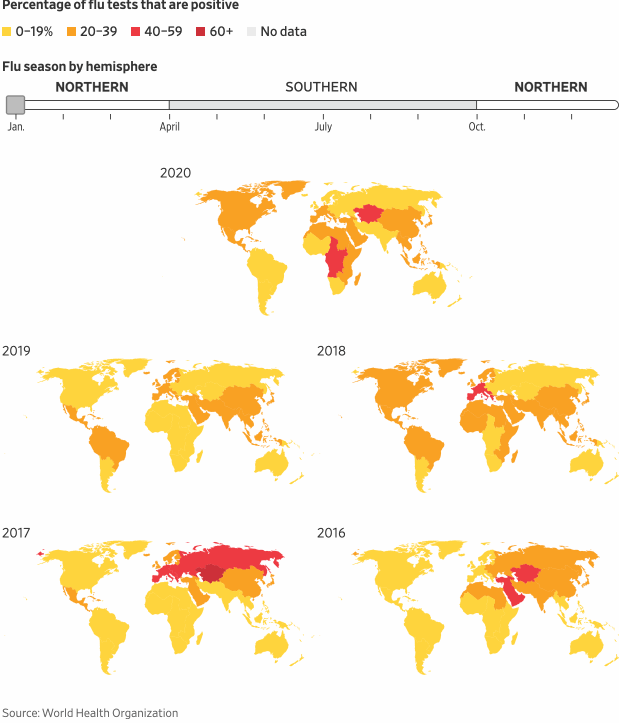 Percentage of flu tests that are positive
0–19% 20–39 40–59 60+ No data
Flu season by hemisphere
NORTHERN SOUTHERN NORTHERN
Jan. April July Oct.
2020
2019 2018
2017 2016
Source: World Health Organization